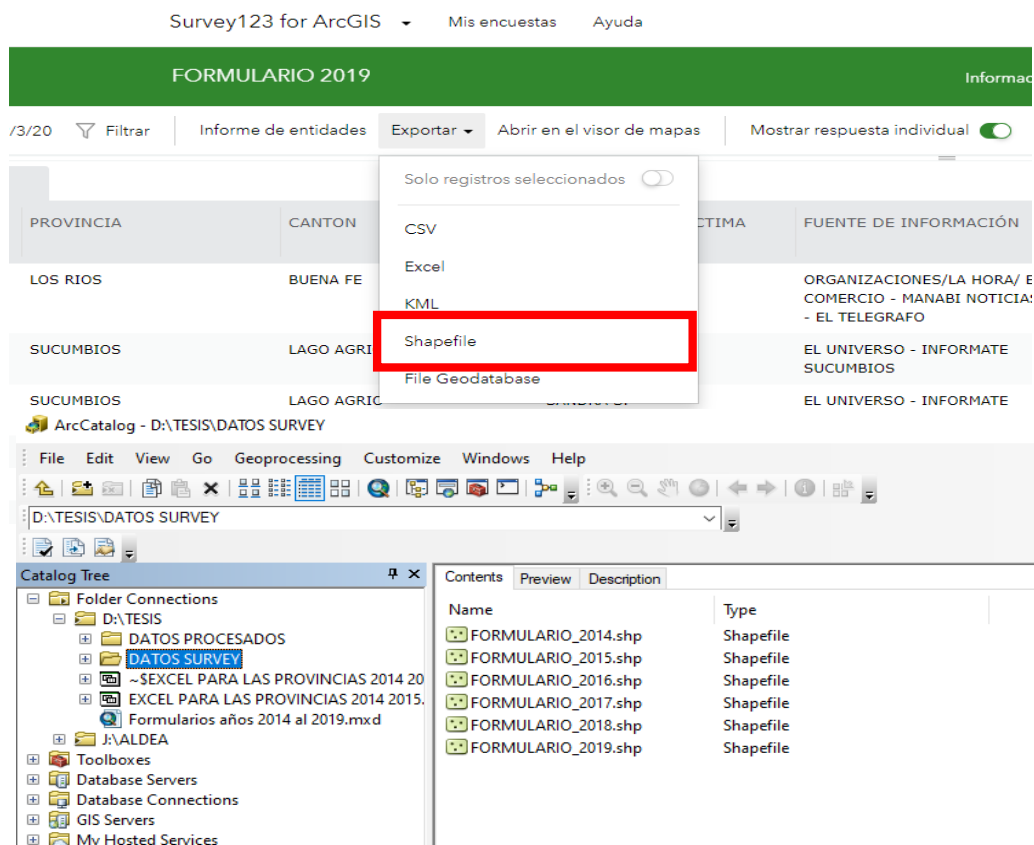 Survey123 for ArcGIS Mis encuestas Ayuda
FORMULARIO 2019 Informac
/3/20 Filtrar Informe de entidades Exportar Abrir en el visor de mapas Mostrar respuesta individual
Solo registros seleccionados
CSV
Excel
KML
Shapefile
File Geodatabase
PROVINCIA CANTON CTIMA FUENTE DE INFORMACIÓN
LOS RIOS BUENA FE ORGANIZACIONES/LA HORA/ E
COMERCIO - MANABI NOTICIAS
- EL TELEGRAFO
SUCUMBIOS LAGO AGRI EL UNIVERSO - INFORMATE
SUCUMBIOS
SUCUMBIOS LAGO AGRIO EL UNIVERSO - INFORMATE
ArcCatalog - D:\TESIS\DATOS SURVEY
File Edit View Go Geoprocessing Customize Windows Help
D:\TESIS\DATOS SURVEY
Catalog Tree
Folder Connections
D:\TESIS
DATOS PROCESADOS
DATOS SURVEY
~$EXCEL PARA LAS PROVINCIAS 2014 20
EXCEL PARA LAS PROVINCIAS 2014 2015.
Formularios años 2014 al 2019.mxd
J:\ALDEA
Toolboxes
Database Servers
Database Connections
GIS Servers
My Hosted Services
Contents Preview Description
Name Type
FORMULARIO_2014.shp Shapefile
FORMULARIO_2015.shp Shapefile
FORMULARIO_2016.shp Shapefile
FORMULARIO_2017.shp Shapefile
FORMULARIO_2018.shp Shapefile
FORMULARIO_2019.shp Shapefile